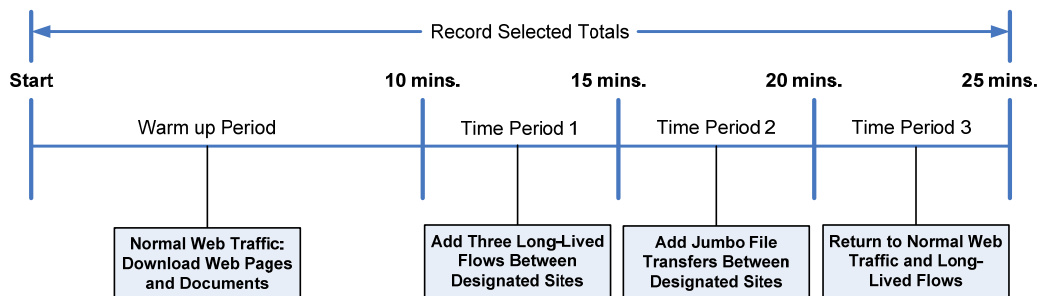 Record Selected Totals
Start
10 mins.
15 mins.
20 mins.
25 mins.
Warm up Period
Time Period 1
Time Period 2
Time Period 3
Normal Web Traffic:
Download Web Pages
and Documents
Add Three Long-Lived
Flows Between
Designated Sites
Add Jumbo File
Transfers Between
Designated Sites
Return to Normal Web
Traffic and Long-
Lived Flows